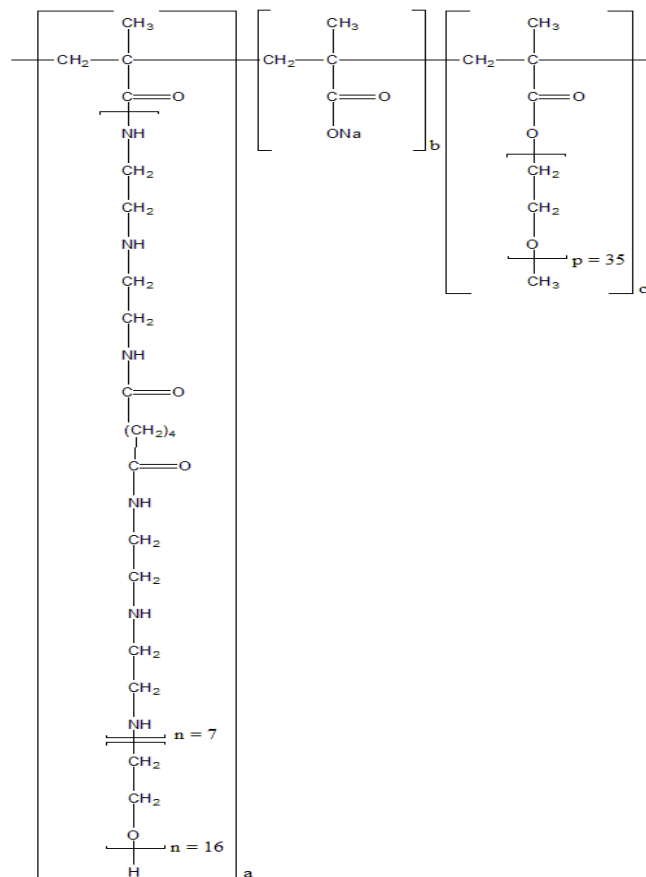 CH3 CH3 CH3
CH2 C CH2 C CH2 C
C O C O C O
NH ONa O
b
CH2 CH2
CH2 CH2
NH O
p = 35
CH2 CH3
c
CH2
NH
C O
(CH2)4
C O
NH
CH2
CH2
NH
CH2
CH2
NH
n = 7
CH2
CH2
O
n = 16
H
a